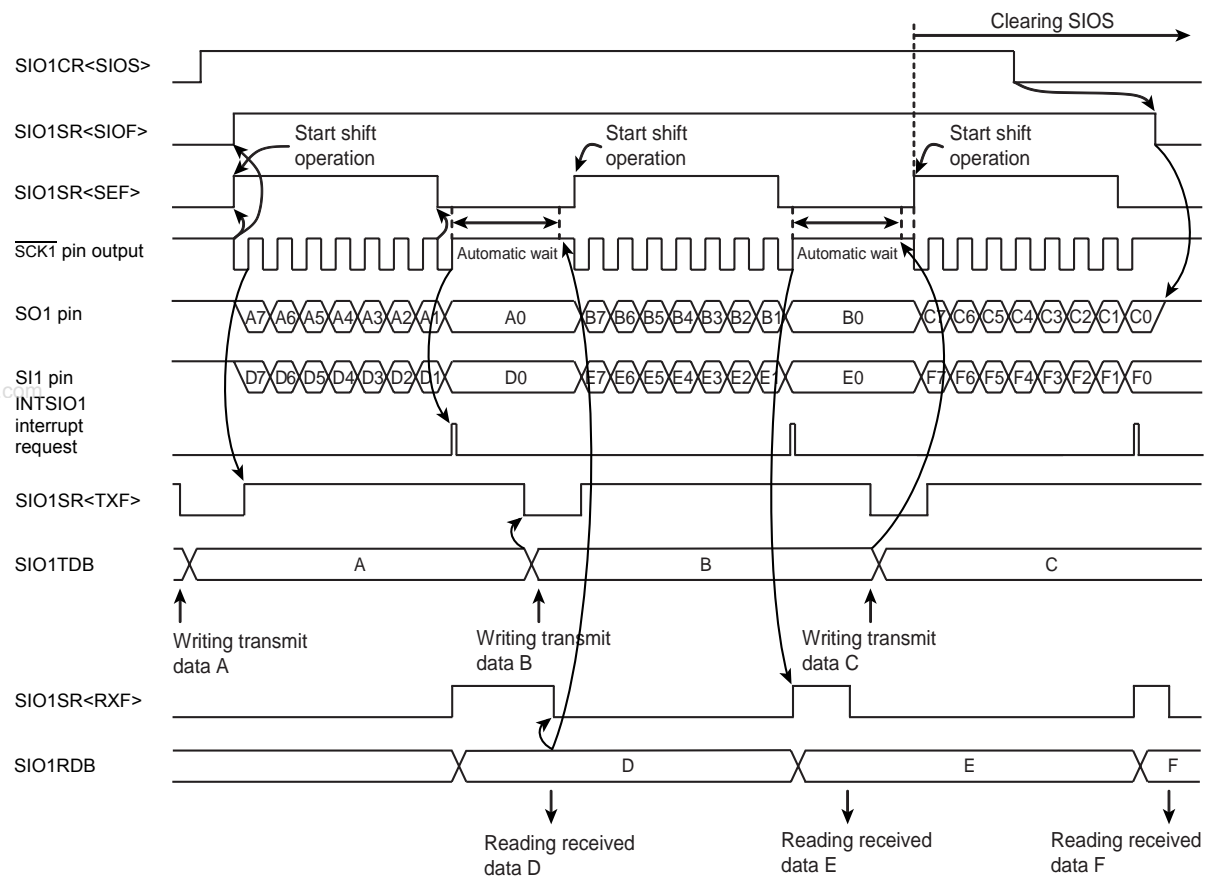 Clearing SIOS
SIO1CR<SIOS>
SIO1SR<SIOF>
Start shift
operation
Start shift
operation
Start shift
operation
SIO1SR<SEF>
SCK1 pin output
Automatic wait
Automatic wait
SO1 pin
A7 A6 A5 A4 A3 A2 A1 A0 B7 B6 B5 B4 B3 B2 B1 B0 C7 C6 C5 C4 C3 C2 C1 C0
SI1 pin
D7 D6 D5 D4 D3 D2 D1 D0 E7 E6 E5 E4 E3 E2 E1 E0 F7 F6 F5 F4 F3 F2 F1 F0
.com
INTSIO1
interrupt
request
SIO1SR<TXF>
SIO1TDB
A B C
Writing transmit
data A
Writing transmit
data B
Writing transmit
data C
SIO1SR<RXF>
SIO1RDB
D E F
Reading received
data D
Reading received
data E
Reading received
data F